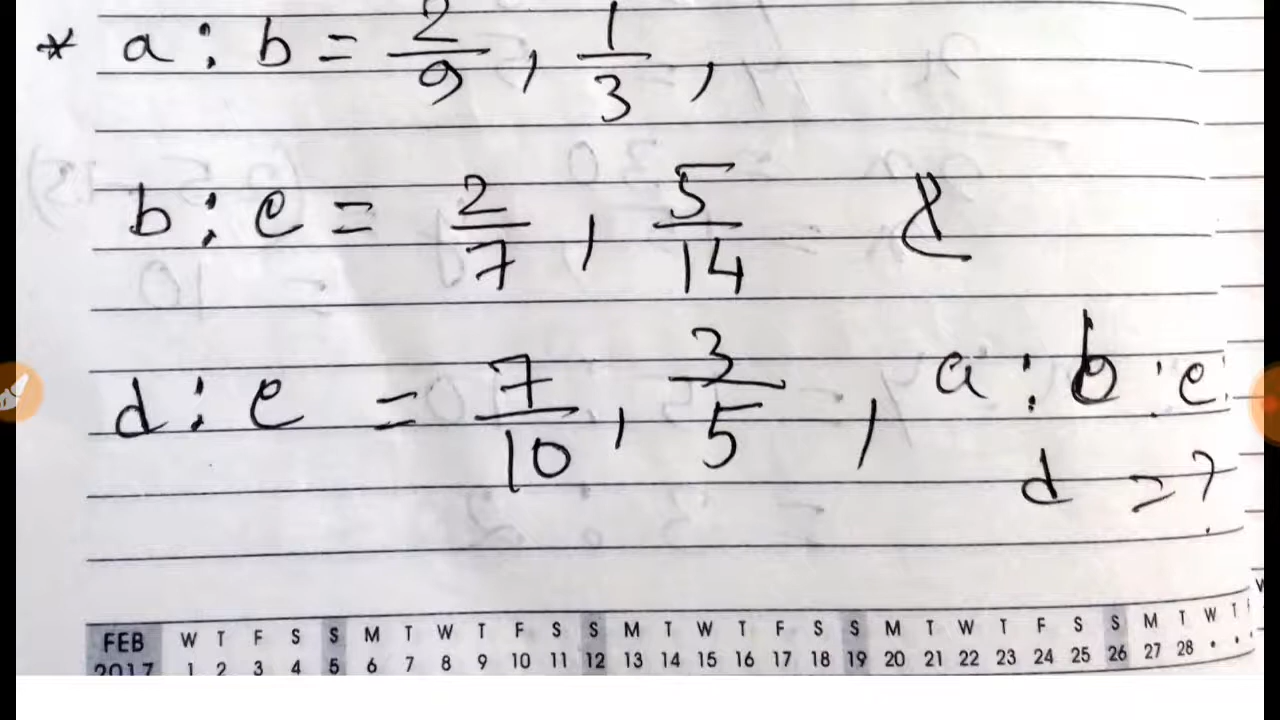 * a : b = 2/9 , 1/3 ,
b : c = 2/7 , 5/14 &
d : c = 7/10 , 3/5 , a : b : c :
d = ?
FEB W T F S S M T W T F S S M T W T F S S M T W T F S S M T W T
2017 1 2 3 4 5 6 7 8 9 10 11 12 13 14 15 16 17 18 19 20 21 22 23 24 25 26 27 28 • •